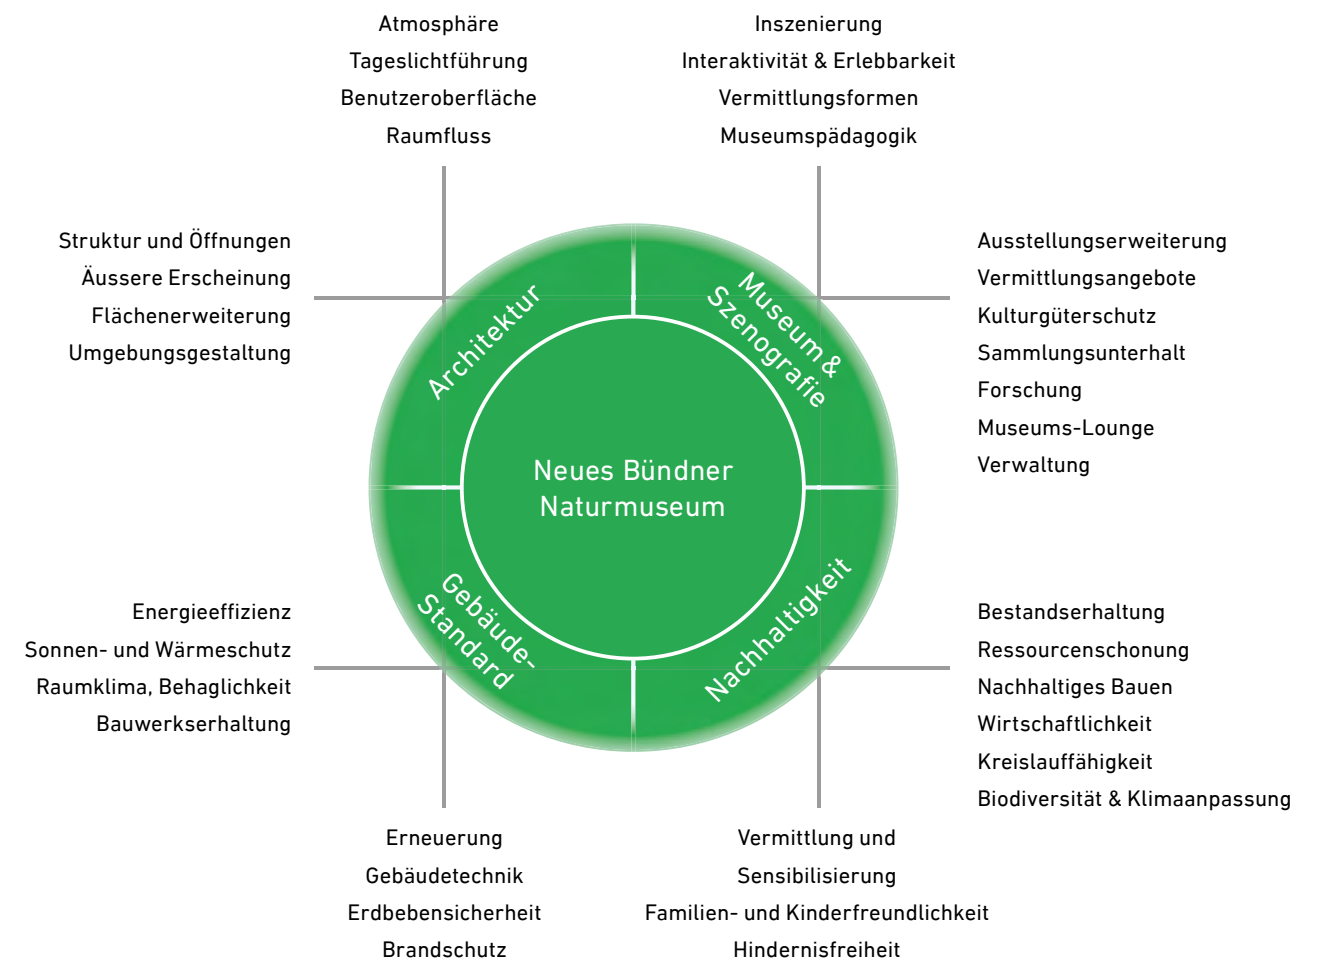 Atmosphäre
Tageslichtführung
Benutzeroberfläche
Raumfluss
Inszenierung
Interaktivität & Erlebbarkeit
Vermittlungsformen
Museumspädagogik
Struktur und Öffnungen
Äussere Erscheinung
Flächenerweiterung
Umgebungsgestaltung
Architektur
Museum &
Szenografie
Ausstellungserweiterung
Vermittlungsangebote
Kulturgüterschutz
Sammlungsunterhalt
Forschung
Museums-Lounge
Verwaltung
Neues Bündner
Naturmuseum
Energieeffizienz
Sonnen- und Wärmeschutz
Raumklima, Behaglichkeit
Bauwerkserhaltung
Gebäude-
Standard
Nachhaltigkeit
Bestandserhaltung
Ressourcenschonung
Nachhaltiges Bauen
Wirtschaftlichkeit
Kreislauffähigkeit
Biodiversität & Klimaanpassung
Erneuerung
Gebäudetechnik
Erdbebensicherheit
Brandschutz
Vermittlung und
Sensibilisierung
Familien- und Kinderfreundlichkeit
Hindernisfreiheit